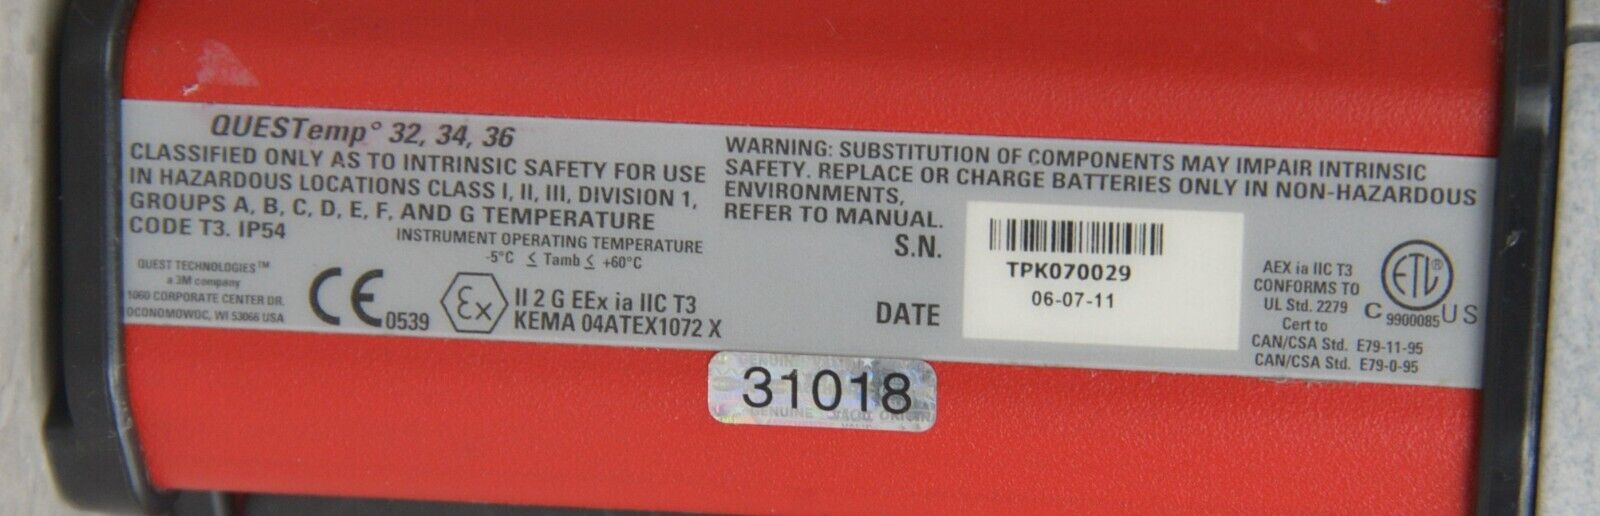 QUESTemp° 32, 34, 36
CLASSIFIED ONLY AS TO INTRINSIC SAFETY FOR USE
IN HAZARDOUS LOCATIONS CLASS I, II, III, DIVISION 1,
GROUPS A, B, C, D, E, F, AND G TEMPERATURE
CODE T3. IP54
INSTRUMENT OPERATING TEMPERATURE
-5°C ≤ Tamb ≤ +60°C
QUEST TECHNOLOGIES™
a 3M company
1060 CORPORATE CENTER DR.
OCONOMOWOC, WI 53066 USA
CE 0539
Ex
II 2 G EEx ia IIC T3
KEMA 04ATEX1072 X
WARNING: SUBSTITUTION OF COMPONENTS MAY IMPAIR INTRINSIC
SAFETY. REPLACE OR CHARGE BATTERIES ONLY IN NON-HAZARDOUS
ENVIRONMENTS,
REFER TO MANUAL.
S.N.
TPK070029
DATE
06-07-11
AEX ia IIC T3
CONFORMS TO
UL Std. 2279
Cert to
CAN/CSA Std. E79-11-95
CAN/CSA Std. E79-0-95
ETL
C 9900085 US
31018
GENUINE